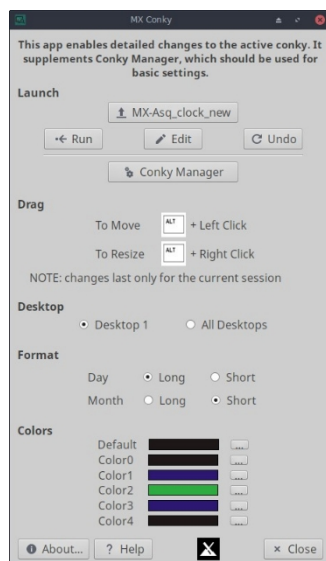 MX Conky
This app enables detailed changes to the active conky. It
supplements Conky Manager, which should be used for
basic settings.
Launch
MX-Asq_clock_new
Run Edit Undo
Conky Manager
Drag
To Move ALT + Left Click
To Resize ALT + Right Click
NOTE: changes last only for the current session
Desktop
Desktop 1 All Desktops
Format
Day Long Short
Month Long Short
Colors
Default ...
Color0 ...
Color1 ...
Color2 ...
Color3 ...
Color4 ...
About... ? Help Close